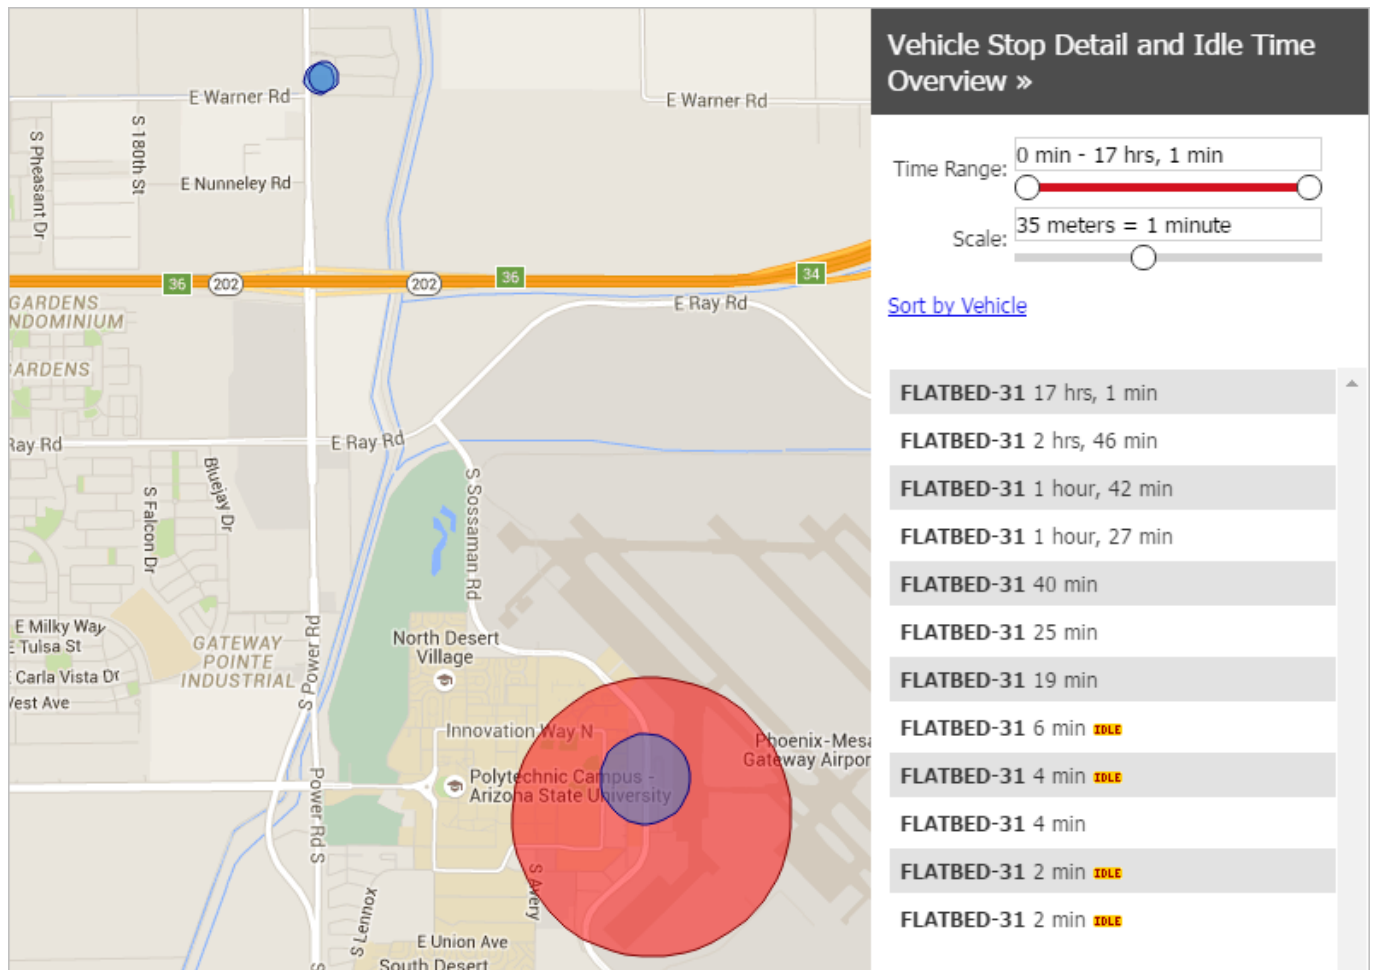 E Warner Rd
E Warner Rd
S Pheasant Dr
S 180th St
E Nunneley Rd
36
202
202
36
34
GARDENS
NDOMINIUM
E Ray Rd
ARDENS
Ray Rd
E Ray Rd
Bluejay Dr
S Falcon Dr
S Sossaman Rd
E Milky Way
E Tulsa St
Carla Vista Dr
West Ave
GATEWAY
POINTE
INDUSTRIAL
S Power Rd
North Desert
Village
Innovation Way N
Phoenix-Mesa
Gateway Airpor
Polytechnic Campus -
Arizona State University
Power Rd S
S Avery
S Lennox
E Union Ave
South Desert
S
Vehicle Stop Detail and Idle Time
Overview »
Time Range: 0 min - 17 hrs, 1 min
Scale: 35 meters = 1 minute
Sort by Vehicle
FLATBED-31 17 hrs, 1 min
FLATBED-31 2 hrs, 46 min
FLATBED-31 1 hour, 42 min
FLATBED-31 1 hour, 27 min
FLATBED-31 40 min
FLATBED-31 25 min
FLATBED-31 19 min
FLATBED-31 6 min IDLE
FLATBED-31 4 min IDLE
FLATBED-31 4 min
FLATBED-31 2 min IDLE
FLATBED-31 2 min IDLE